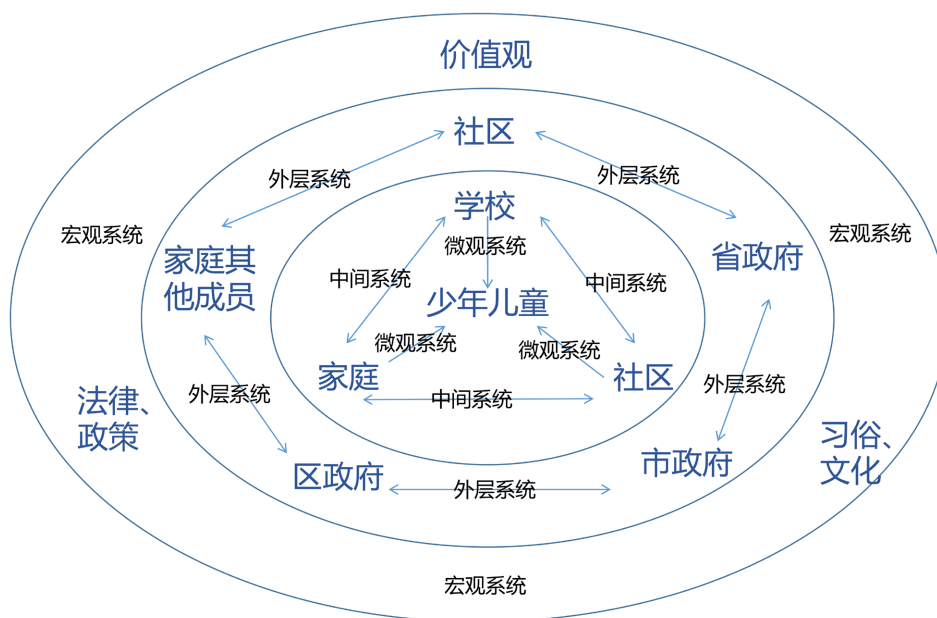 价值观
社区
外层系统
外层系统
学校
宏观系统
微观系统
宏观系统
家庭其
他成员
省政府
中间系统
中间系统
少年儿童
微观系统
微观系统
家庭
社区
外层系统
外层系统
中间系统
法律、
政策
习俗、
文化
区政府
市政府
外层系统
宏观系统